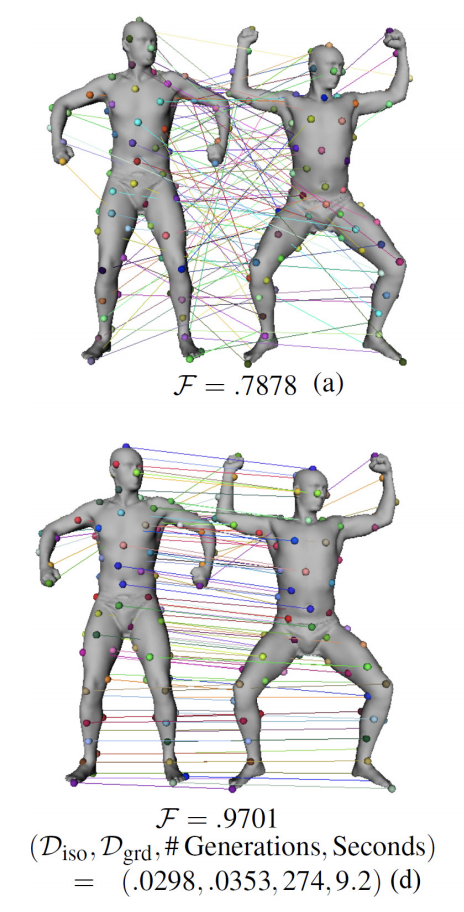 𝓕 = .7878 (a)
𝓕 = .9701
(𝒟iso, 𝒟grd, # Generations, Seconds)
= (.0298, .0353, 274, 9.2) (d)